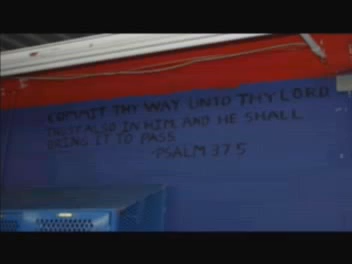 COMMIT THY WAY UNTO THY LORD
TRUST ALSO IN HIM, AND HE SHALL
BRING IT TO PASS
-PSALM 37:5